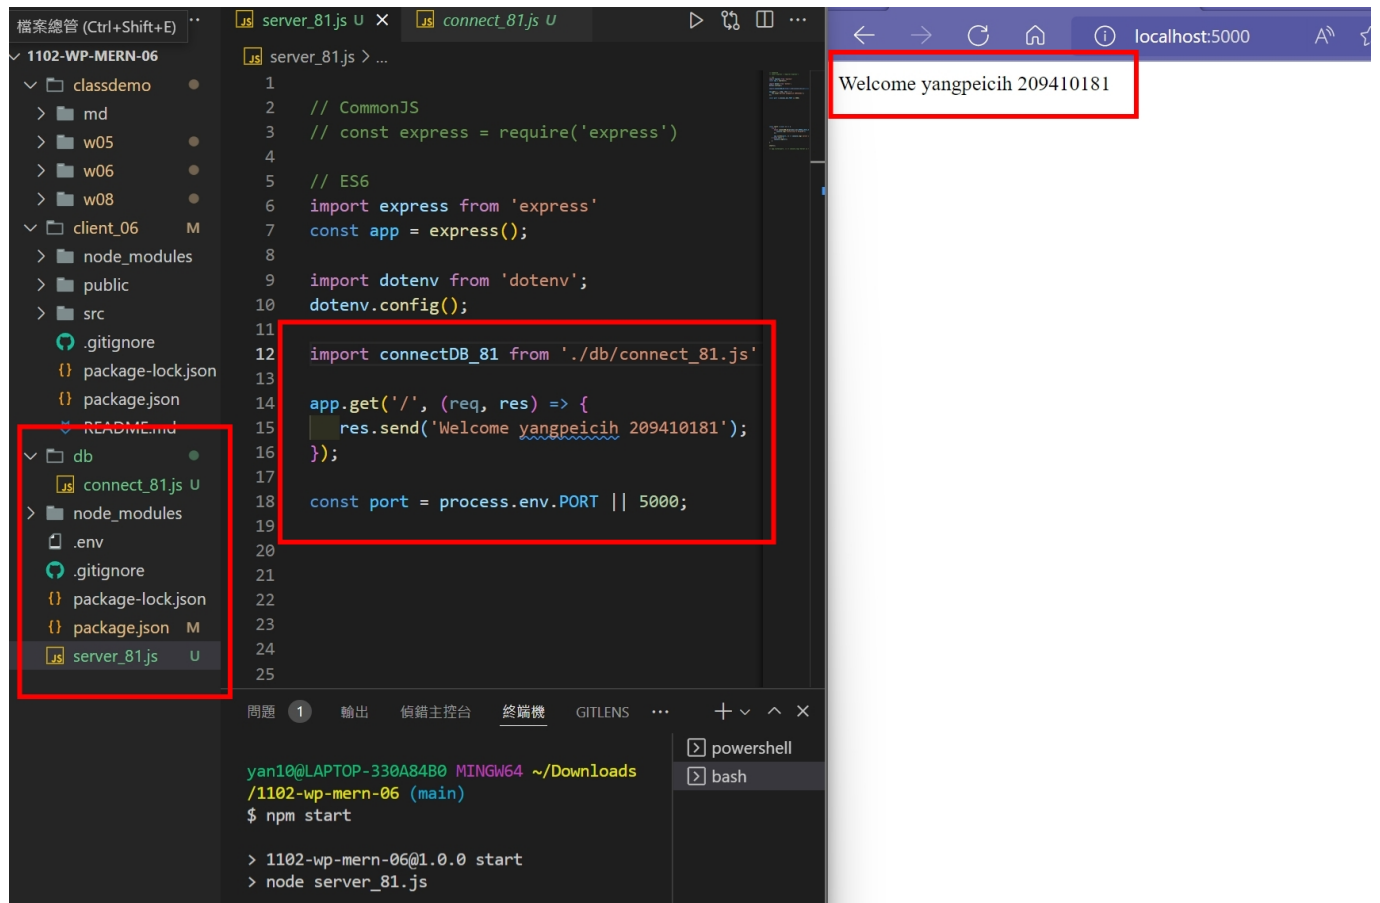 檔案總管 (Ctrl+Shift+E)
1102-WP-MERN-06
classdemo
md
w05
w06
w08
client_06 M
node_modules
public
src
.gitignore
package-lock.json
package.json
README.md
db
connect_81.js U
node_modules
.env
.gitignore
package-lock.json
package.json M
server_81.js U
JS server_81.js U
JS connect_81.js U
JS server_81.js > ...
1
2 // CommonJS
3 // const express = require('express')
4
5 // ES6
6 import express from 'express'
7 const app = express();
8
9 import dotenv from 'dotenv';
10 dotenv.config();
11
12 import connectDB_81 from './db/connect_81.js'
13
14 app.get('/', (req, res) => {
15 res.send('Welcome yangpeicih 209410181');
16 });
17
18 const port = process.env.PORT || 5000;
19
20
21
22
23
24
25
問題 1 輸出 偵錯主控台 終端機 GITLENS
powershell
bash
yan10@LAPTOP-330A84B0 MINGW64 ~/Downloads
/1102-wp-mern-06 (main)
$ npm start
> 1102-wp-mern-06@1.0.0 start
> node server_81.js
localhost:5000
Welcome yangpeicih 209410181